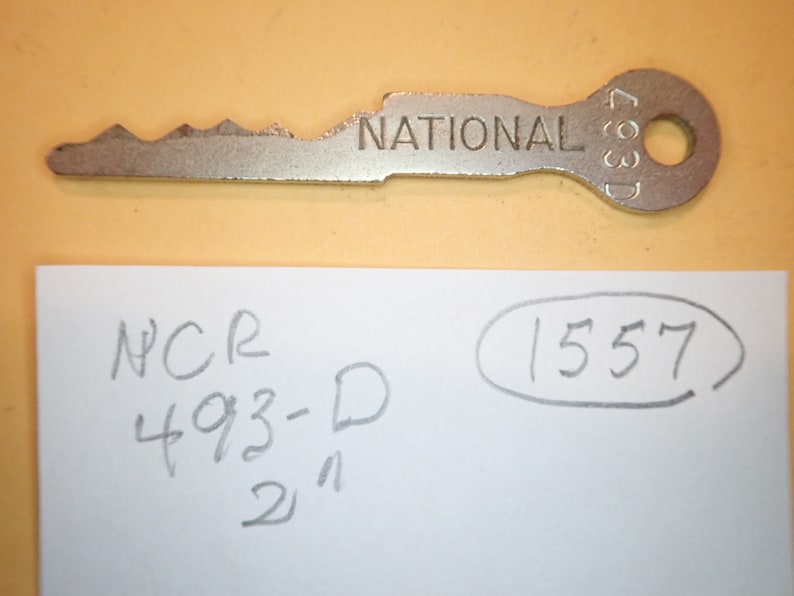 NATIONAL
493D
NCR
1557
493-D
2"